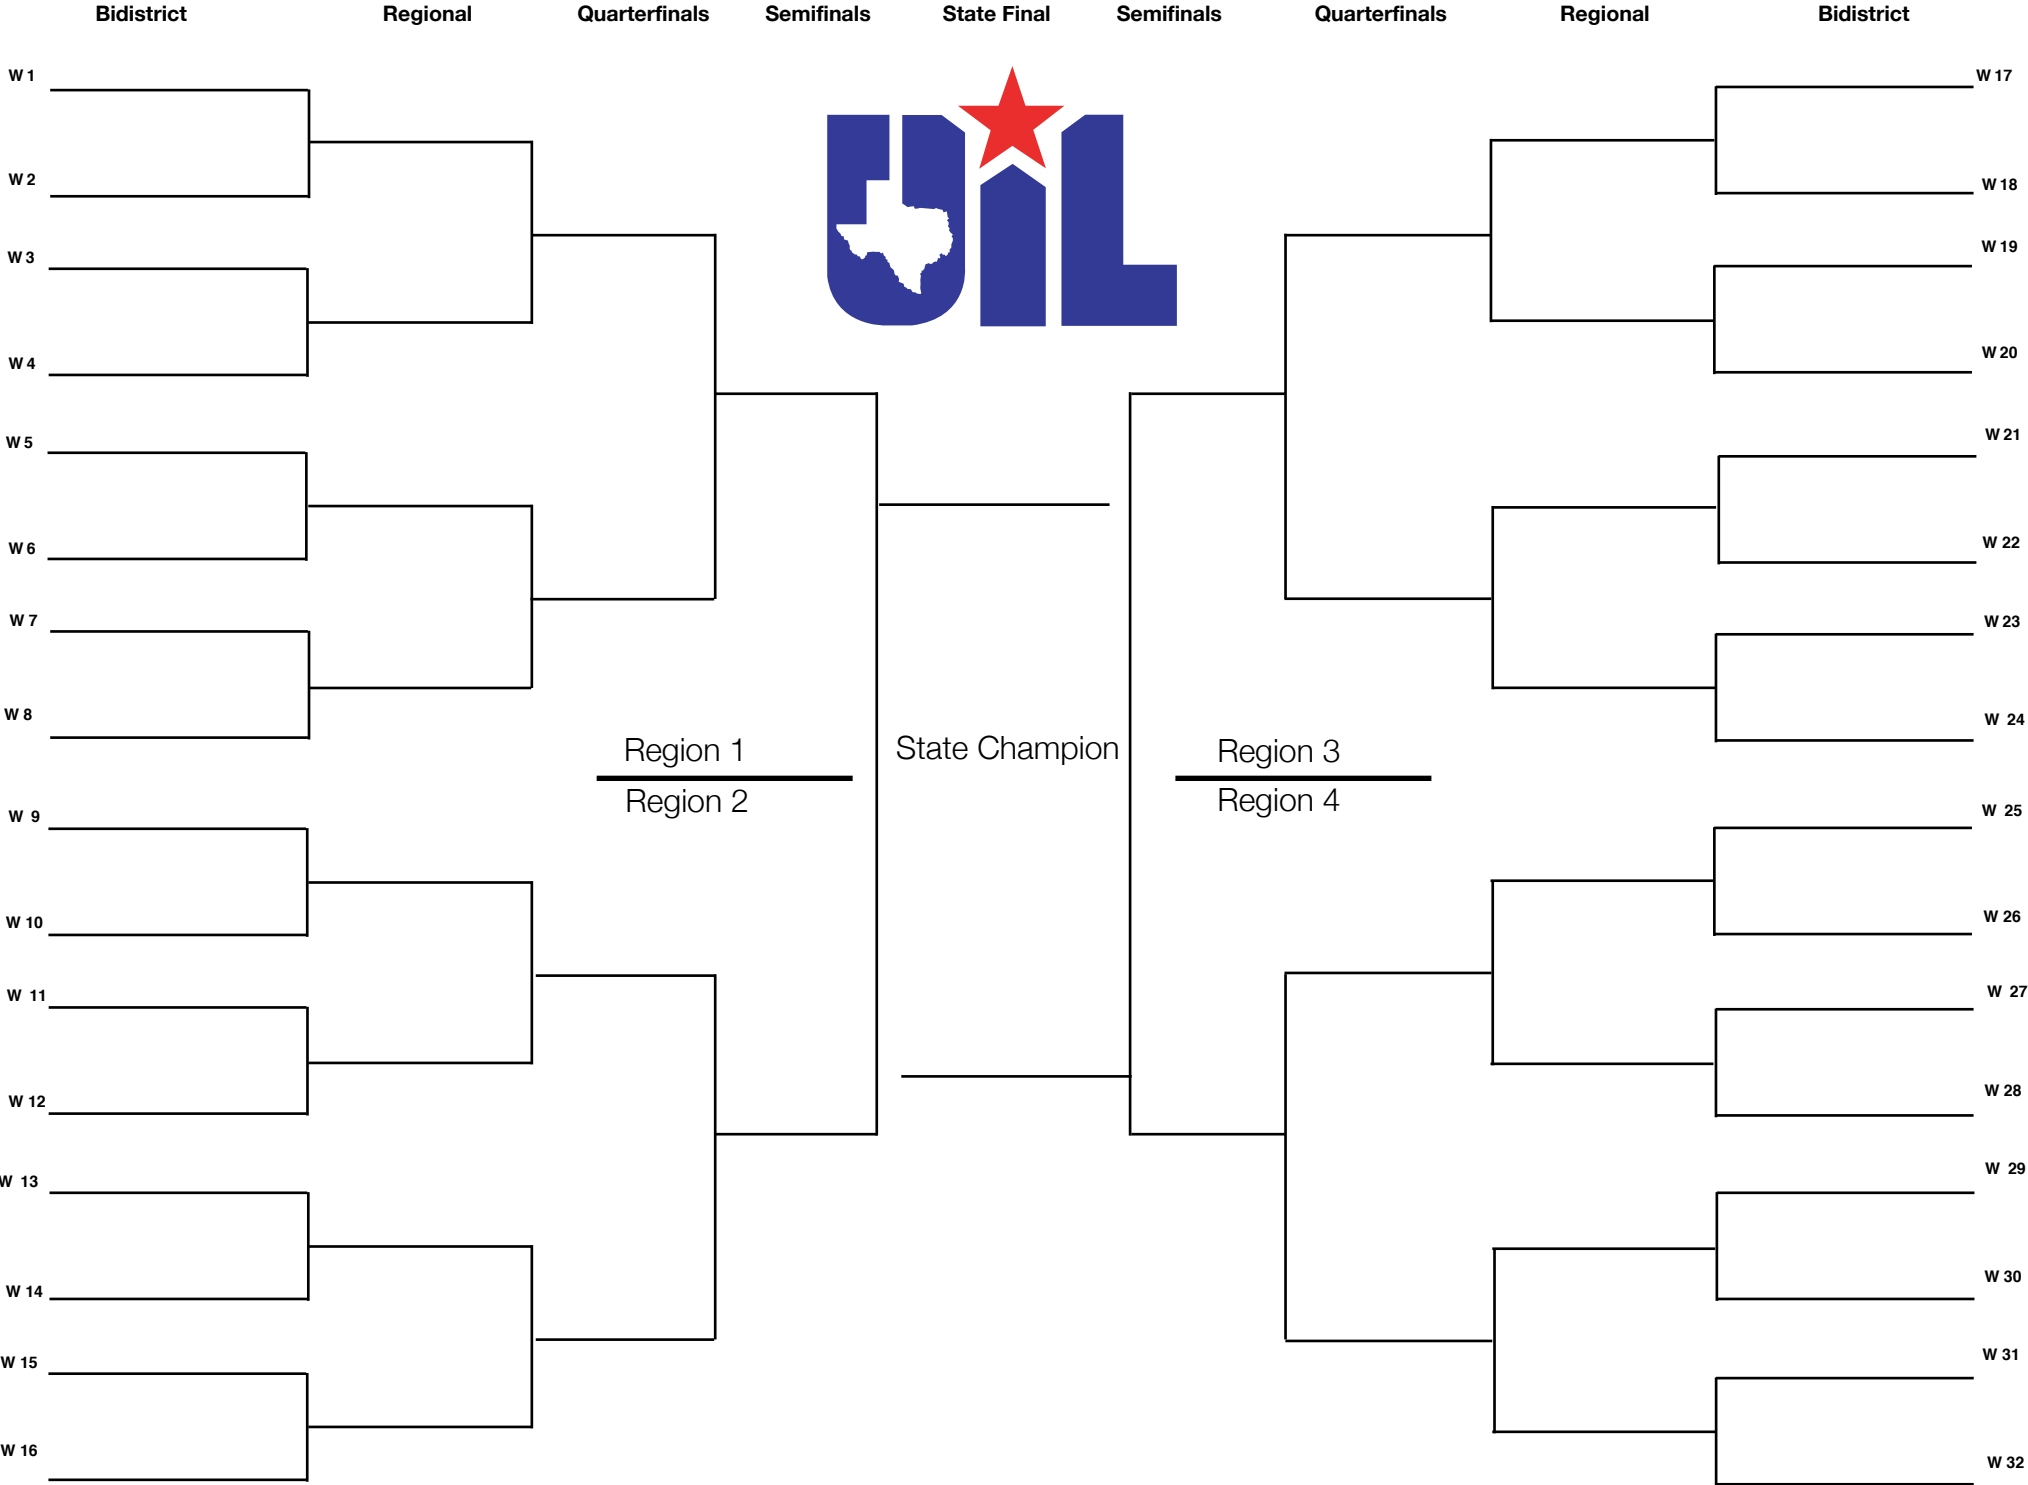 Bidistrict Regional Quarterfinals Semifinals State Final Semifinals Quarterfinals Regional Bidistrict
W 1
W 2
W 3
W 4
W 5
W 6
W 7
W 8
W 9
W 10
W 11
W 12
W 13
W 14
W 15
W 16
UIL
Region 1
Region 2
State Champion
Region 3
Region 4
W 17
W 18
W 19
W 20
W 21
W 22
W 23
W 24
W 25
W 26
W 27
W 28
W 29
W 30
W 31
W 32